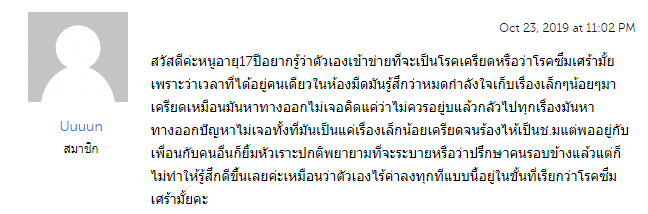 Oct 23, 2019 at 11:02 PM
Uuuun
สมาชิก
สวัสดีค่ะหนูอายุ17ปีอยากรู้ว่าตัวเองเข้าข่ายที่จะเป็นโรคเครียดหรือว่าโรคซึมเศร้ามั้ย
เพราะว่าเวลาที่ได้อยู่คนเดียวในห้องมืดมันรู้สึกว่าหมดกำลังใจเก็บเรื่องเล็กๆน้อยๆมา
เครียดเหมือนมันหาทางออกไม่เจอคิดแค่ว่าไม่ควรอยู่บแล้วกลัวไปทุกเรื่องมันหา
ทางออกปัญหาไม่เจอทั้งที่มันเป็นแค่เรื่องเล็กน้อยเครียดจนร้องไห้เป็นช.มแต่พออยู่กับ
เพื่อนกับคนอื่นก็ยิ้มหัวเราะปกติพยายามที่จะระบายหรือว่าปรึกษาคนรอบข้างแล้วแต่ก็
ไม่ทำให้รู้สึกดีขึ้นเลยค่ะเหมือนว่าตัวเองไร้ค่าลงทุกทีแบบนี้อยู่ในขั้นที่เรียกว่าโรคซึม
เศร้ามั้ยคะ